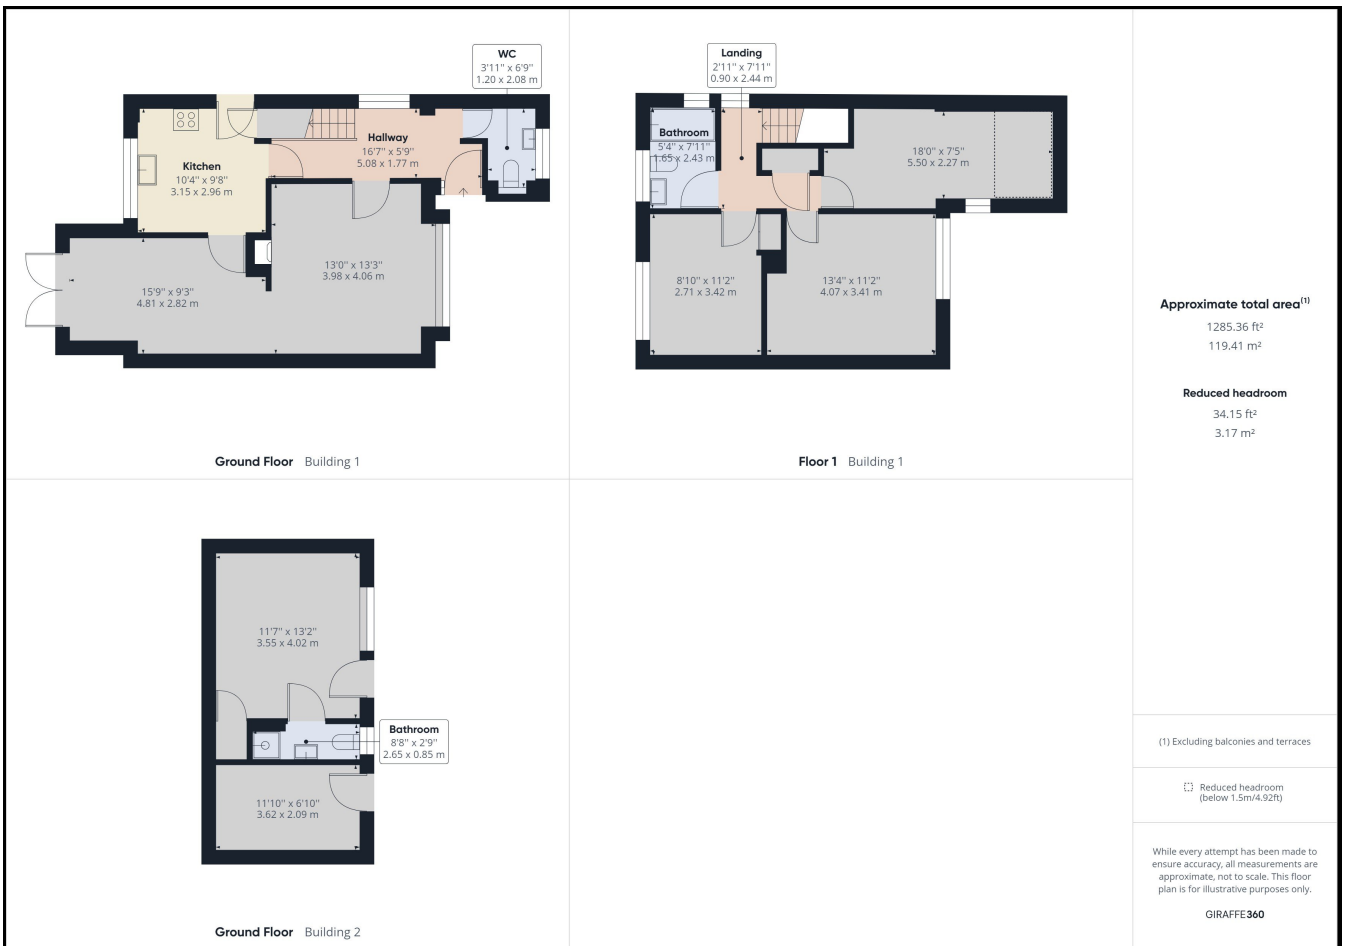 WC
3'11" x 6'9"
1.20 x 2.08 m
Kitchen
10'4" x 9'8"
3.15 x 2.96 m
Hallway
16'7" x 5'9"
5.08 x 1.77 m
15'9" x 9'3"
4.81 x 2.82 m
13'0" x 13'3"
3.98 x 4.06 m
Ground Floor Building 1
Landing
2'11" x 7'11"
0.90 x 2.44 m
Bathroom
5'4" x 7'11"
1.65 x 2.43 m
18'0" x 7'5"
5.50 x 2.27 m
8'10" x 11'2"
2.71 x 3.42 m
13'4" x 11'2"
4.07 x 3.41 m
Floor 1 Building 1
11'7" x 13'2"
3.55 x 4.02 m
Bathroom
8'8" x 2'9"
2.65 x 0.85 m
11'10" x 6'10"
3.62 x 2.09 m
Ground Floor Building 2
Approximate total area(1)
1285.36 ft²
119.41 m²
Reduced headroom
34.15 ft²
3.17 m²
(1) Excluding balconies and terraces
Reduced headroom
(below 1.5m/4.92ft)
While every attempt has been made to
ensure accuracy, all measurements are
approximate, not to scale. This floor
plan is for illustrative purposes only.
GIRAFFE360